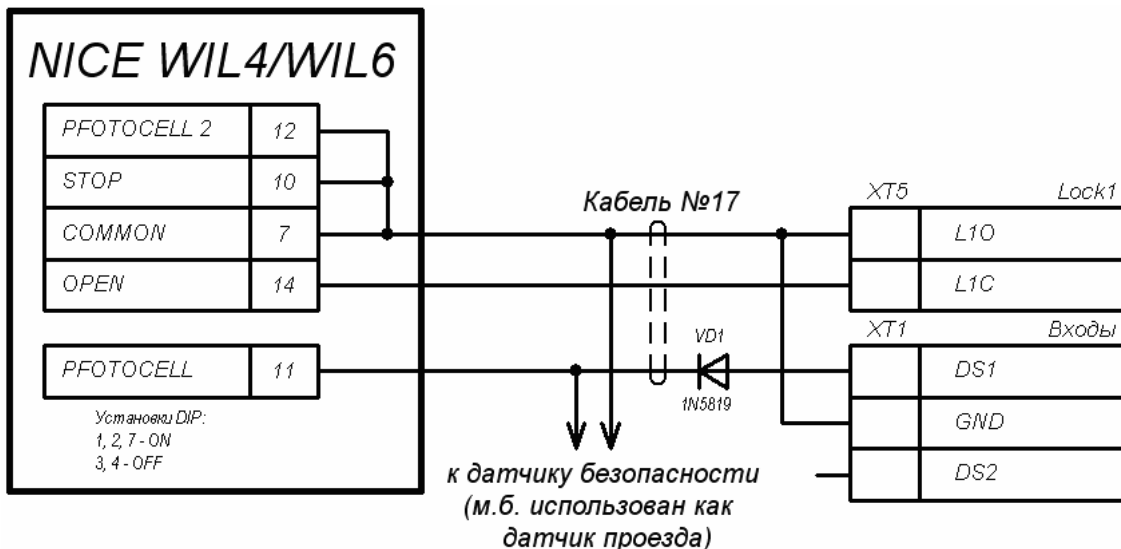 NICE WIL4/WIL6
PFOTOCELL 2 12
STOP 10
COMMON 7
OPEN 14
PFOTOCELL 11
Установки DIP:
1, 2, 7 - ON
3, 4 - OFF
Кабель №17
VD1
1N5819
к датчику безопасности
(м.б. использован как
датчик проезда)
XT5 Lock1
L1O
L1C
XT1 Входы
DS1
GND
DS2